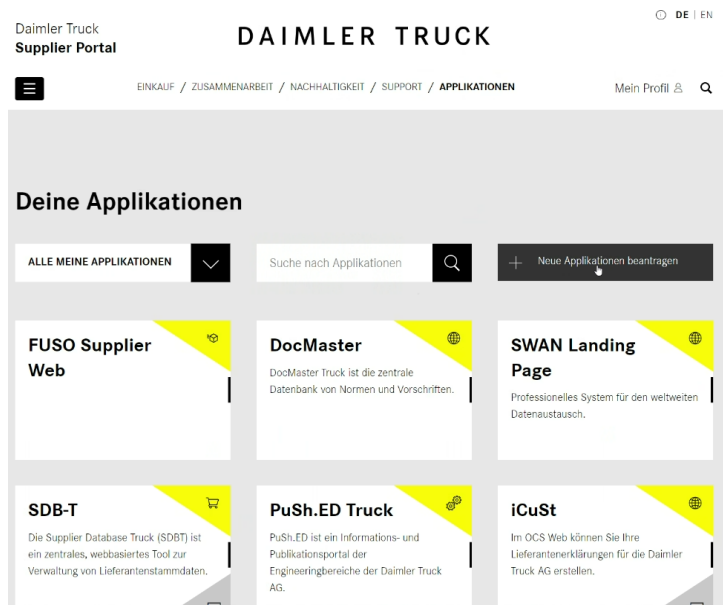 Daimler Truck
Supplier Portal
DAIMLER TRUCK
DE | EN
EINKAUF / ZUSAMMENARBEIT / NACHHALTIGKEIT / SUPPORT / APPLIKATIONEN
Mein Profil
Deine Applikationen
ALLE MEINE APPLIKATIONEN
Suche nach Applikationen
Neue Applikationen beantragen
FUSO Supplier
Web
DocMaster
DocMaster Truck ist die zentrale
Datenbank von Normen und Vorschriften.
SWAN Landing
Page
Professionelles System für den weltweiten
Datenaustausch.
SDB-T
Die Supplier Database Truck (SDBT) ist
ein zentrales, webbasiertes Tool zur
Verwaltung von Lieferantenstammdaten.
PuSh.ED Truck
PuSh.ED ist ein Informations- und
Publikationsportal der
Engineeringbereiche der Daimler Truck
AG.
iCuSt
Im OCS Web können Sie Ihre
Lieferantenerklärungen für die Daimler
Truck AG erstellen.